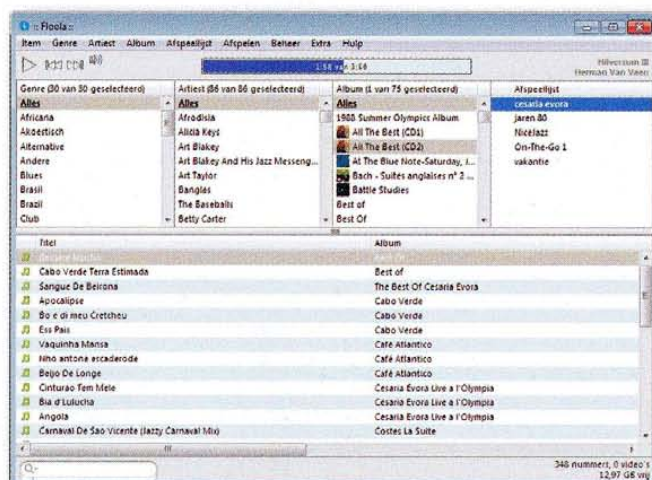 :: Floola ::
Item Genre Artiest Album Afspeellijst Afspelen Beheer Extra Hulp
1:58 van 3:06
Hilversum III
Herman Van Veen
Genre (30 van 30 geselecteerd)
Alles
Africana
Akoestisch
Alternative
Andere
Blues
Brasil
Brazil
Club
Artiest (86 van 86 geselecteerd)
Alles
Afrodisia
Alicia Keys
Art Blakey
Art Blakey And His Jazz Messeng...
Art Taylor
Bangles
The Baseballs
Betty Carter
Album (1 van 75 geselecteerd)
Alles
1988 Summer Olympics Album
All The Best (CD1)
All The Best (CD2)
At The Blue Note-Saturday, J...
Bach - Suites anglaises n° 2 ...
Battle Studies
Best of
Best Of
Afspeellijst
cesaria evora
jaren 80
Nicelazz
On-The-Go 1
vakantie
Titel Album
Besame Mucho Best Of
Cabo Verde Terra Estimada Best of
Sangue De Beirona The Best Of Cesaria Evora
Apocalipse Cabo Verde
Bo e di meu Cretcheu Cabo Verde
Ess Pais Cabo Verde
Vaquinha Mansa Café Atlantico
Nho antone escaderode Café Atlantico
Beijo De Longe Café Atlantico
Cinturao Tem Mele Cesaria Evora Live a l'Olympia
Bia d'Lulucha Cesaria Evora Live a l'Olympia
Angola Cesaria Evora Live a l'Olympia
Carnaval De Sao Vicente (Jazzy Carnaval Mix) Costes La Suite
348 nummers, 0 video's
12,97 GB vrij